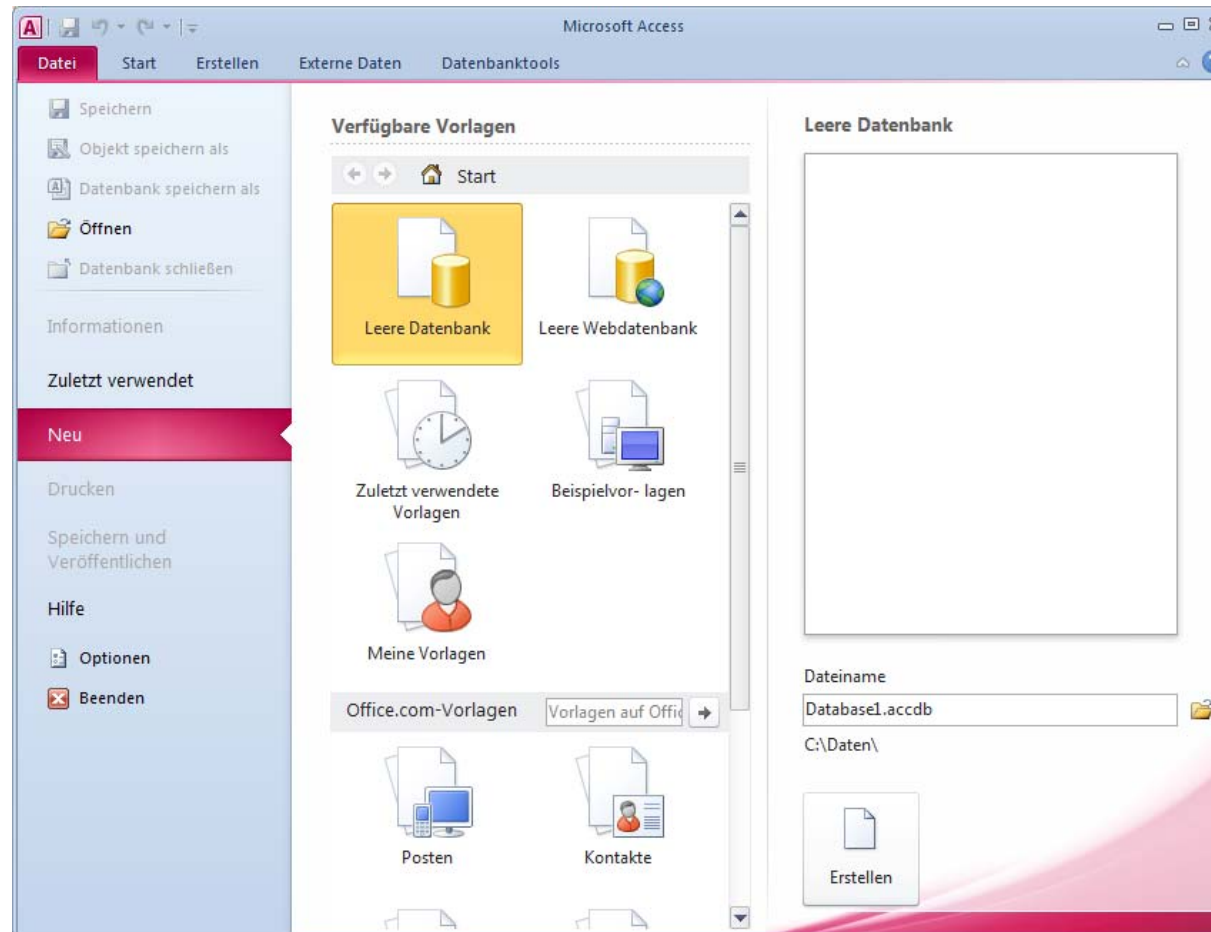 Microsoft Access
Datei Start Erstellen Externe Daten Datenbanktools
Speichern
Objekt speichern als
Datenbank speichern als
Öffnen
Datenbank schließen
Informationen
Zuletzt verwendet
Neu
Drucken
Speichern und
Veröffentlichen
Hilfe
Optionen
Beenden
Verfügbare Vorlagen
Start
Leere Datenbank
Leere Webdatenbank
Zuletzt verwendete
Vorlagen
Beispielvor- lagen
Meine Vorlagen
Office.com-Vorlagen
Vorlagen auf Offic
Posten
Kontakte
Leere Datenbank
Dateiname
Database1.accdb
C:\Daten\
Erstellen